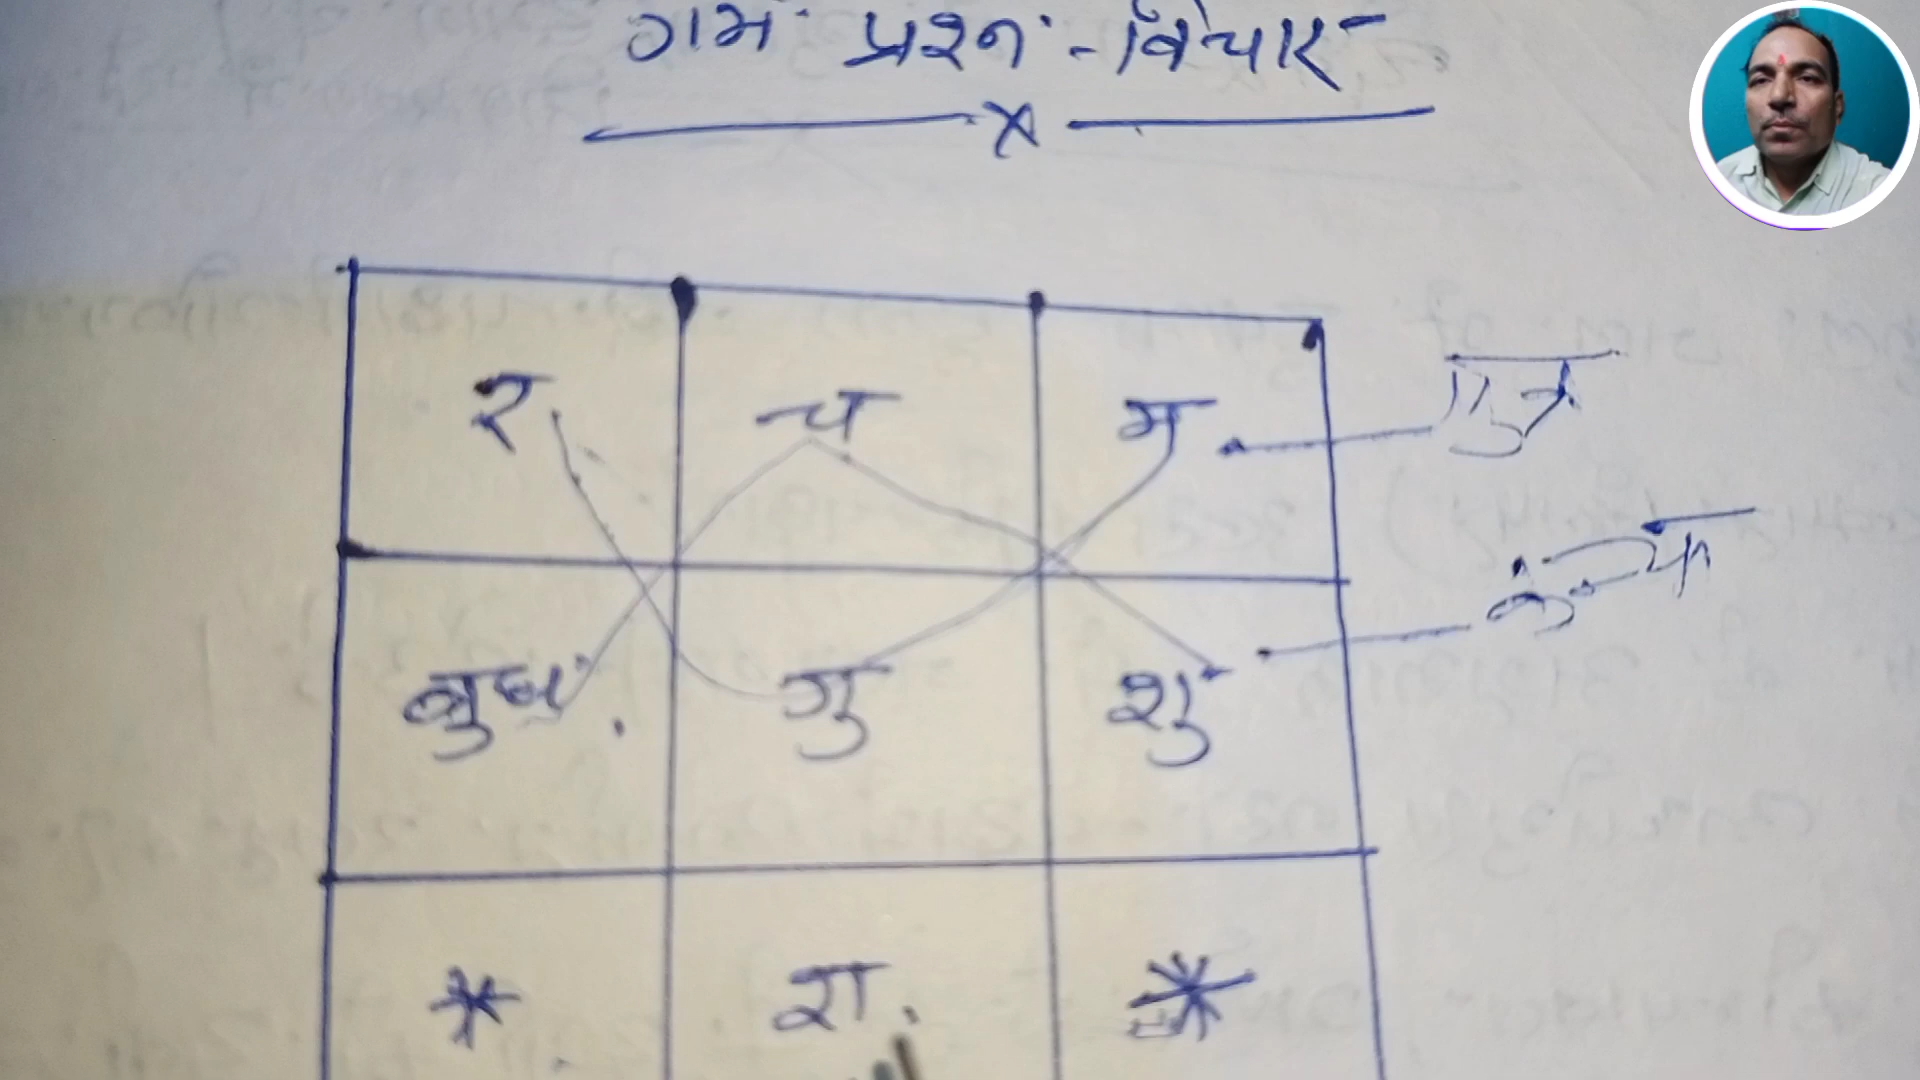 गर्भ प्रश्न - विचार
x
र च म पुत्र
कन्या
बुध. गु शु
* श. *